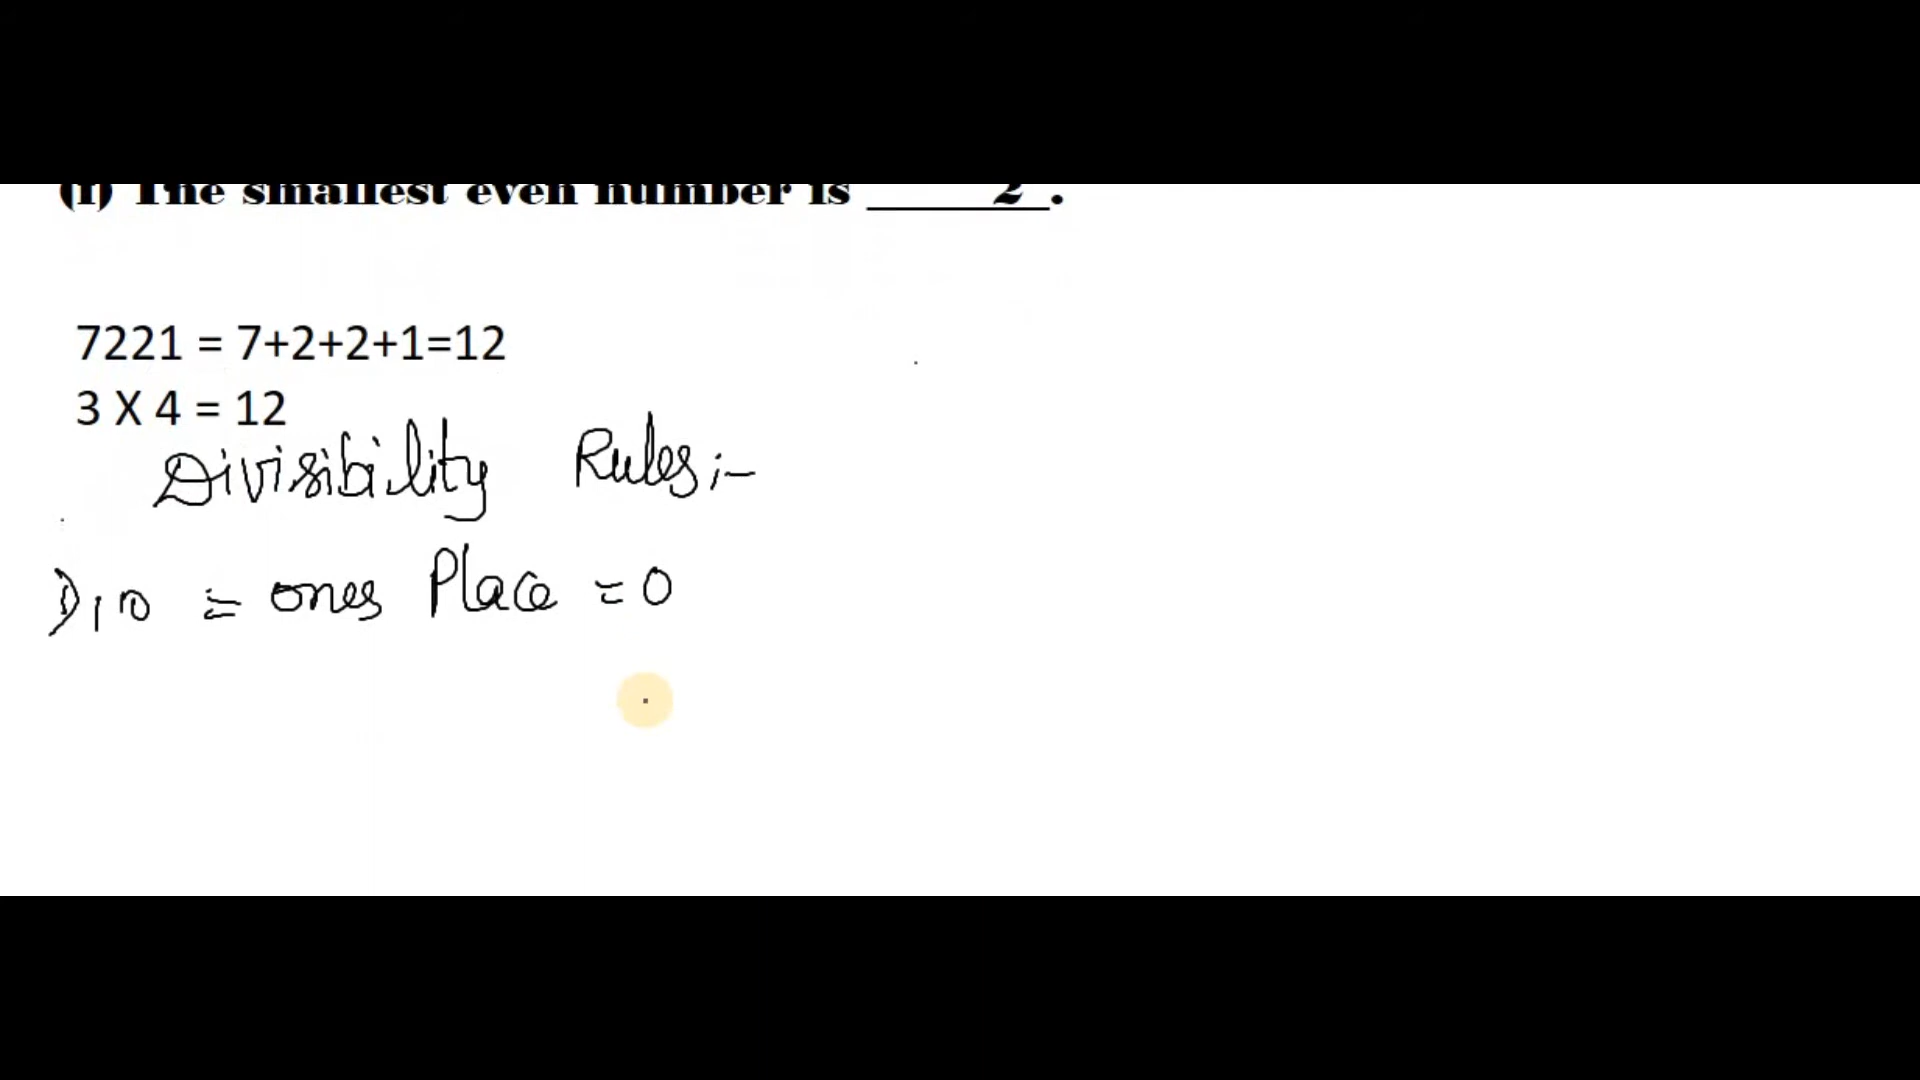 (i) The smallest even number is _____2_.
7221 = 7+2+2+1=12
3 X 4 = 12
Divisibility Rules:-
D10 = ones Place = 0